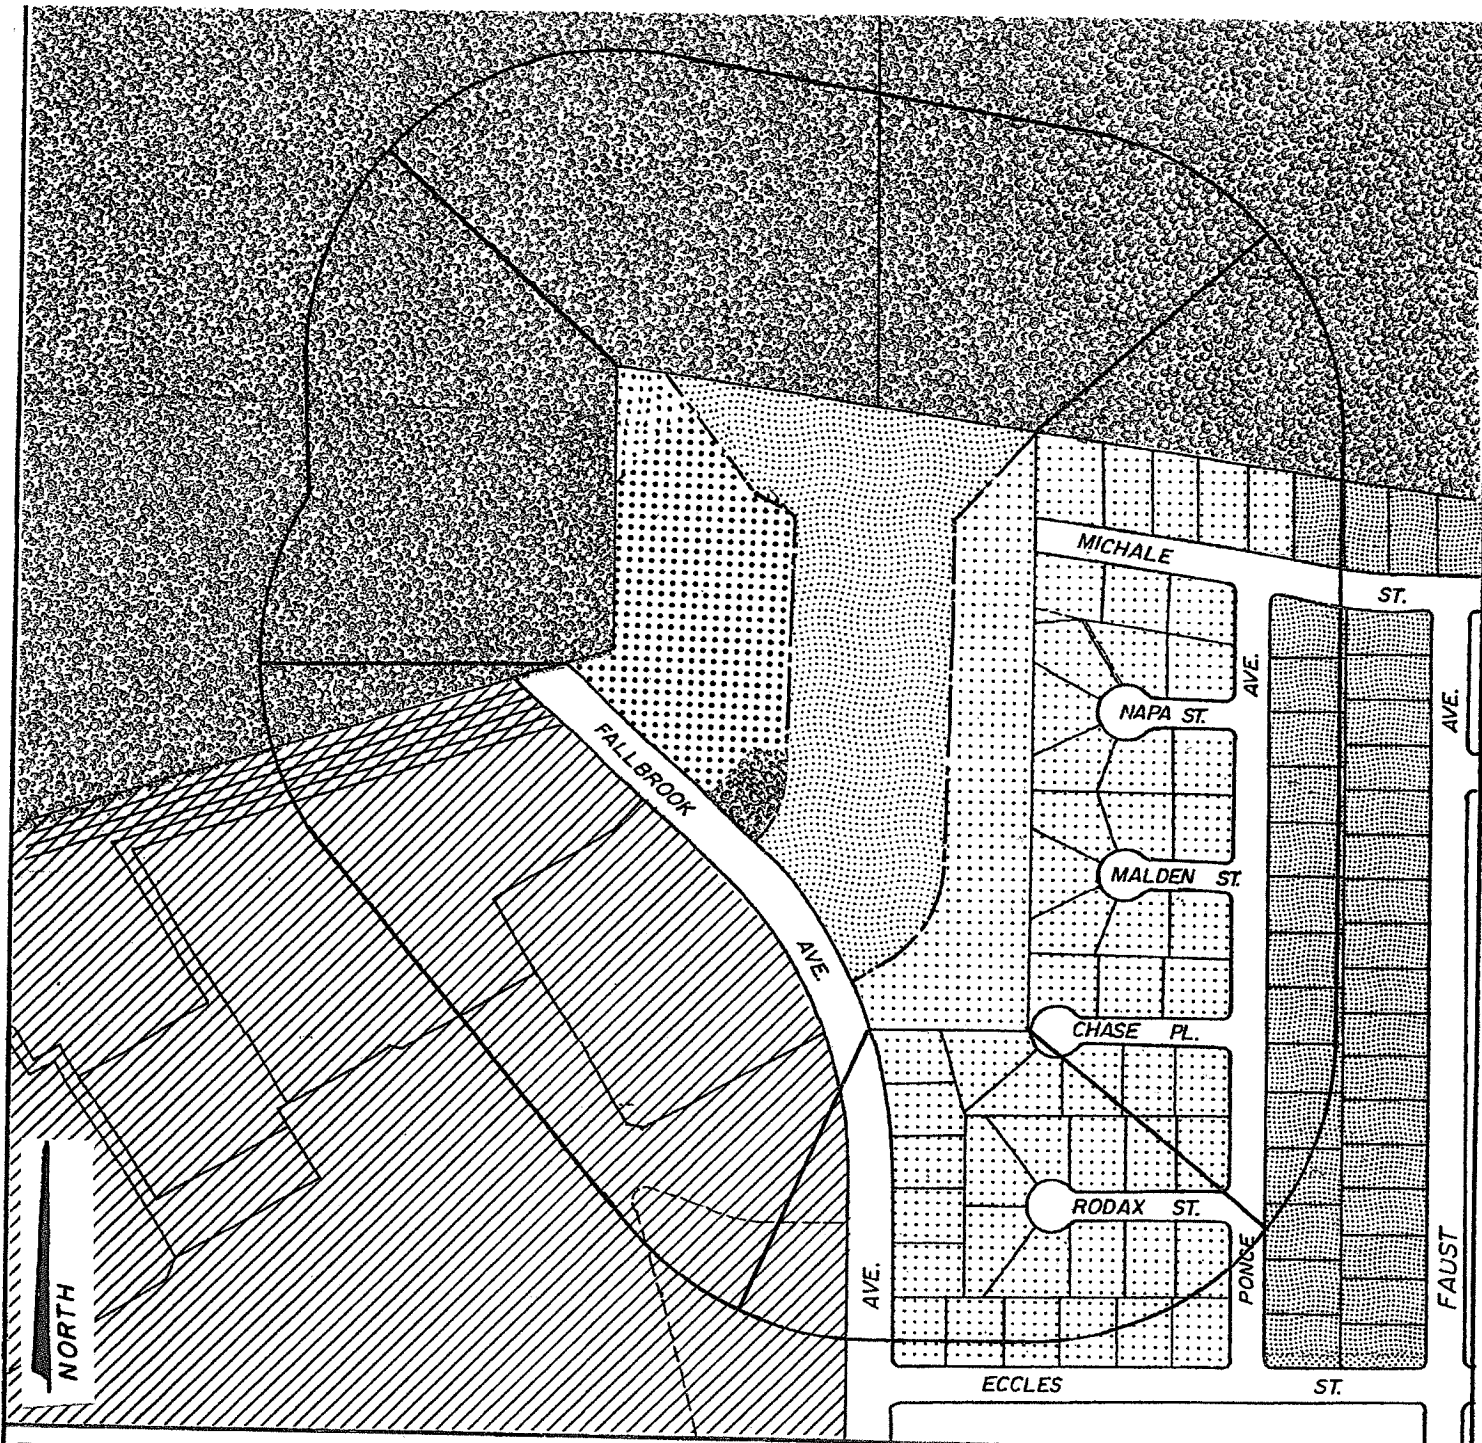 MICHALE
ST.
AVE.
AVE.
NAPA ST.
FALLBROOK
MALDEN ST.
AVE.
CHASE PL.
RODAX ST.
PONCE
FAUST
AVE.
NORTH
ECCLES
ST.